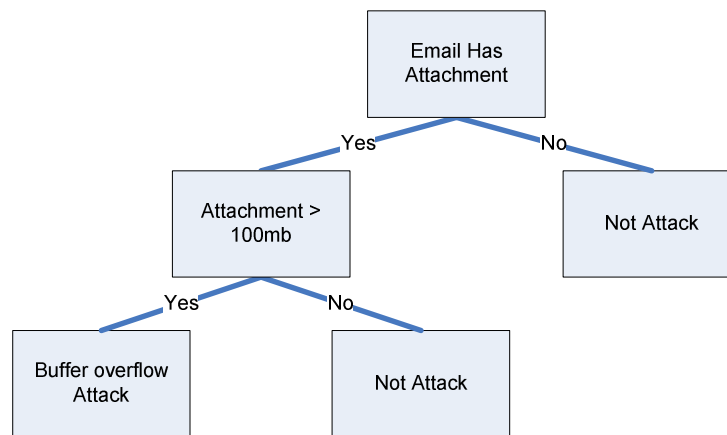 Email Has
Attachment
Yes
No
Attachment >
100mb
Not Attack
Yes
No
Buffer overflow
Attack
Not Attack